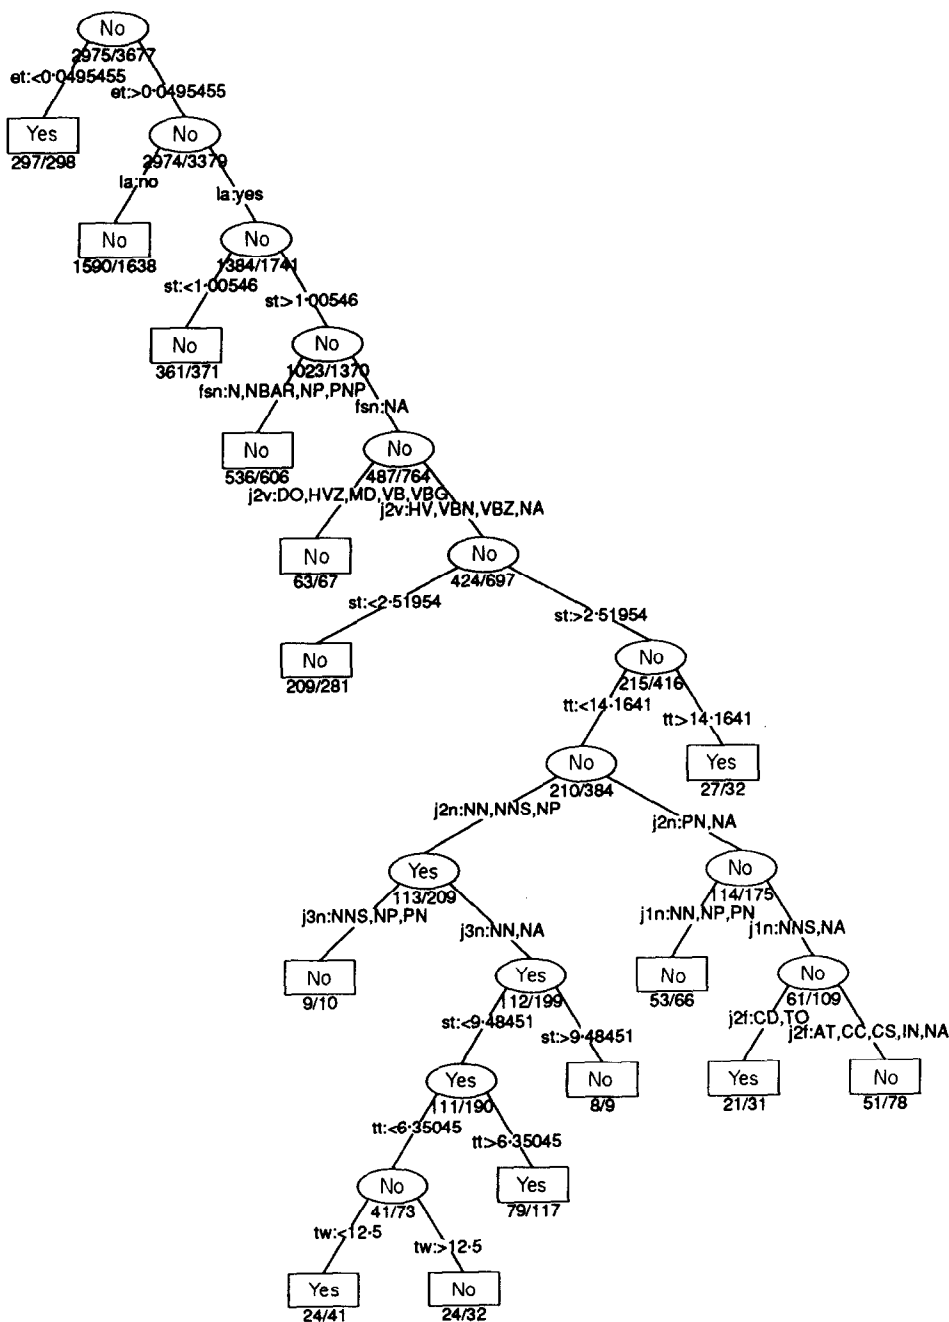 No
2975/3677
et:<0·0495455
et:>0·0495455
Yes
297/298
No
2974/3379
la:no
la:yes
No
1590/1638
No
1384/1741
st:<1·00546
st>1·00546
No
361/371
No
1023/1370
fsn:N,NBAR,NP,PNP
fsn:NA
No
536/606
No
487/764
j2v:DO,HVZ,MD,VB,VBG
j2v:HV,VBN,VBZ,NA
No
63/67
No
424/697
st:<2·51954
st:>2·51954
No
209/281
No
215/416
tt:<14·1641
tt>14·1641
No
210/384
Yes
27/32
j2n:NN,NNS,NP
j2n:PN,NA
Yes
113/209
No
114/175
j3n:NNS,NP,PN
j3n:NN,NA
j1n:NN,NP,PN
j1n:NNS,NA
No
9/10
Yes
112/199
No
53/66
No
61/109
st:<9·48451
st:>9·48451
j2f:CD,TO
j2f:AT,CC,CS,IN,NA
Yes
111/190
No
8/9
Yes
21/31
No
51/78
tt:<6·35045
tt>6·35045
No
41/73
Yes
79/117
tw:<12·5
tw:>12·5
Yes
24/41
No
24/32